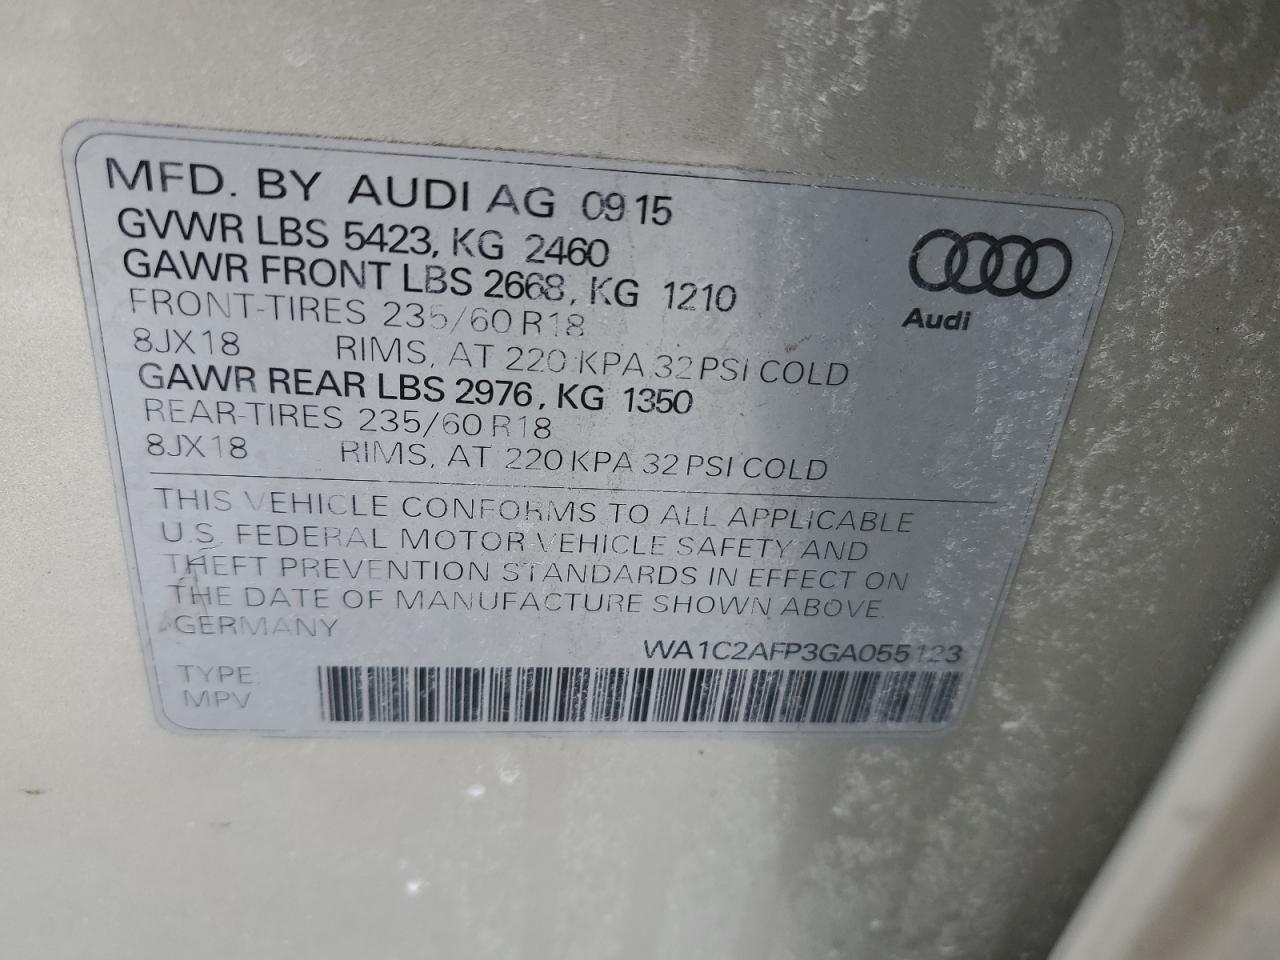 MFD. BY AUDI AG 09 15
GVWR LBS 5423, KG 2460
GAWR FRONT LBS 2668, KG 1210
FRONT-TIRES 235/60 R18
8JX18 RIMS, AT 220 KPA 32 PSI COLD
GAWR REAR LBS 2976, KG 1350
REAR-TIRES 235/60 R18
8JX18 RIMS, AT 220 KPA 32 PSI COLD
THIS VEHICLE CONFORMS TO ALL APPLICABLE
U.S. FEDERAL MOTOR VEHICLE SAFETY AND
THEFT PREVENTION STANDARDS IN EFFECT ON
THE DATE OF MANUFACTURE SHOWN ABOVE.
GERMANY
WA1C2AFP3GA055123
TYPE:
MPV
Audi